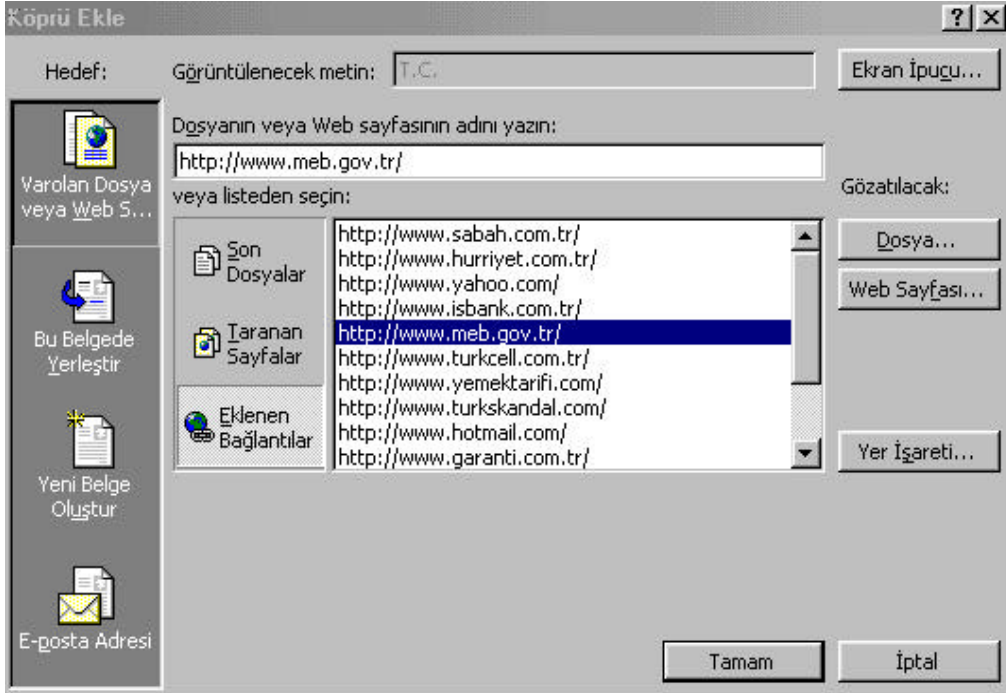 Köprü Ekle
Hedef:
Görüntülenecek metin:
T.C.
Ekran İpucu...
Dosyanın veya Web sayfasının adını yazın:
http://www.meb.gov.tr/
Varolan Dosya
veya Web S...
veya listeden seçin:
Gözatılacak:
Son
Dosyalar
Taranan
Sayfalar
Eklenen
Bağlantılar
http://www.sabah.com.tr/
http://www.hurriyet.com.tr/
http://www.yahoo.com/
http://www.isbank.com.tr/
http://www.meb.gov.tr/
http://www.turkcell.com.tr/
http://www.yemektarifi.com/
http://www.turkskandal.com/
http://www.hotmail.com/
http://www.garanti.com.tr/
Dosya...
Web Sayfası...
Yer İşareti...
Bu Belgede
Yerleştir
Yeni Belge
Oluştur
E-posta Adresi
Tamam
İptal